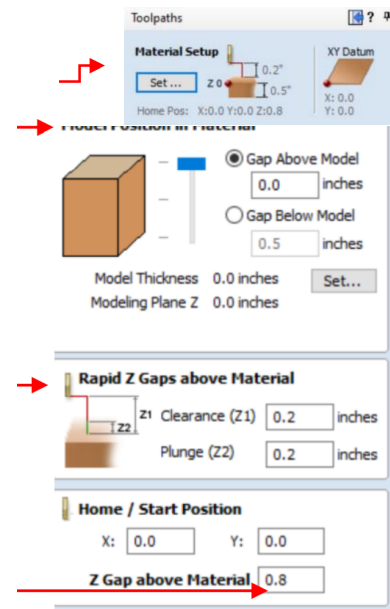 Toolpaths ?
Material Setup XY Datum
0.2"
Set ... Z 0 0.5"
X: 0.0
Home Pos: X:0.0 Y:0.0 Z:0.8 Y: 0.0
Model Position in Material
Gap Above Model
0.0 inches
Gap Below Model
0.5 inches
Model Thickness 0.0 inches Set...
Modeling Plane Z 0.0 inches
Rapid Z Gaps above Material
Z1 Clearance (Z1) 0.2 inches
Z2
Plunge (Z2) 0.2 inches
Home / Start Position
X: 0.0 Y: 0.0
Z Gap above Material 0.8